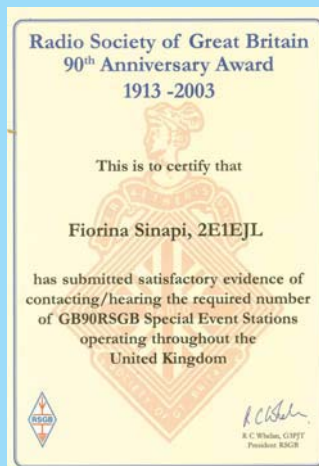 Radio Society of Great Britain
90th Anniversary Award
1913 -2003
This is to certify that
Fiorina Sinapi, 2E1EJL
has submitted satisfactory evidence of
contacting/hearing the required number
of GB90RSGB Special Event Stations
operating throughout the
United Kingdom
RSGB
R C Whelan, G3PJT
President RSGB